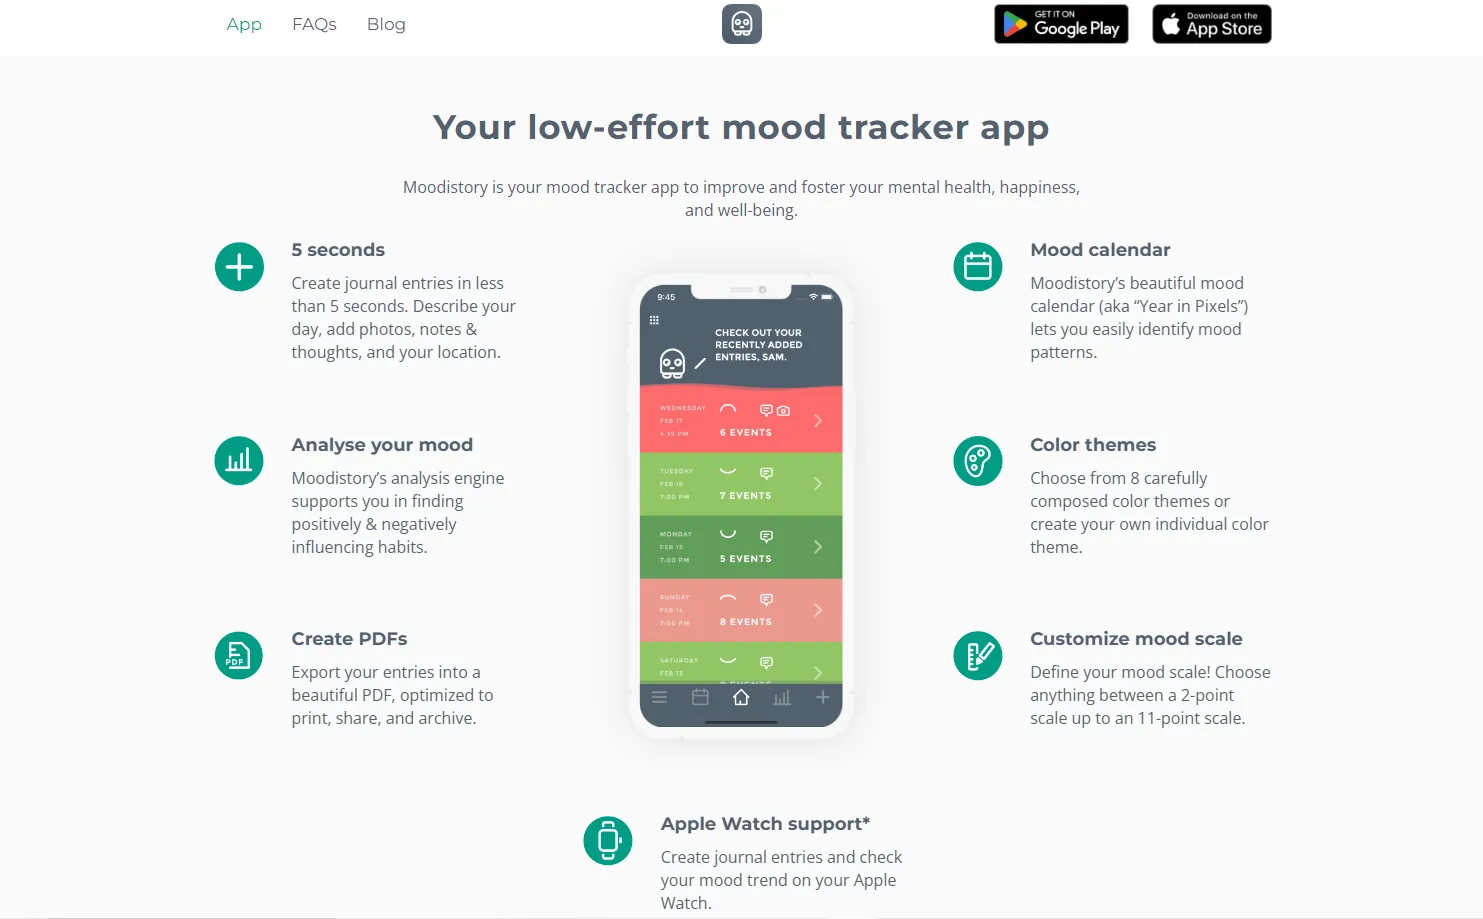 App
FAQs
Blog
GET IT ON
Google Play
Download on the
App Store
Your low-effort mood tracker app
Moodistory is your mood tracker app to improve and foster your mental health, happiness,
and well-being.
5 seconds
Create journal entries in less
than 5 seconds. Describe your
day, add photos, notes &
thoughts, and your location.
Analyse your mood
Moodistory’s analysis engine
supports you in finding
positively & negatively
influencing habits.
PDF
Create PDFs
Export your entries into a
beautiful PDF, optimized to
print, share, and archive.
9:45
CHECK OUT YOUR
RECENTLY ADDED
ENTRIES, SAM.
WEDNESDAY
FEB 17
4:30 PM
6 EVENTS
TUESDAY
FEB 16
7:00 PM
7 EVENTS
MONDAY
FEB 15
7:00 PM
5 EVENTS
SUNDAY
FEB 14
7:00 PM
8 EVENTS
SATURDAY
FEB 13
EVENTS
Mood calendar
Moodistory’s beautiful mood
calendar (aka “Year in Pixels”)
lets you easily identify mood
patterns.
Color themes
Choose from 8 carefully
composed color themes or
create your own individual color
theme.
Customize mood scale
Define your mood scale! Choose
anything between a 2-point
scale up to an 11-point scale.
Apple Watch support*
Create journal entries and check
your mood trend on your Apple
Watch.